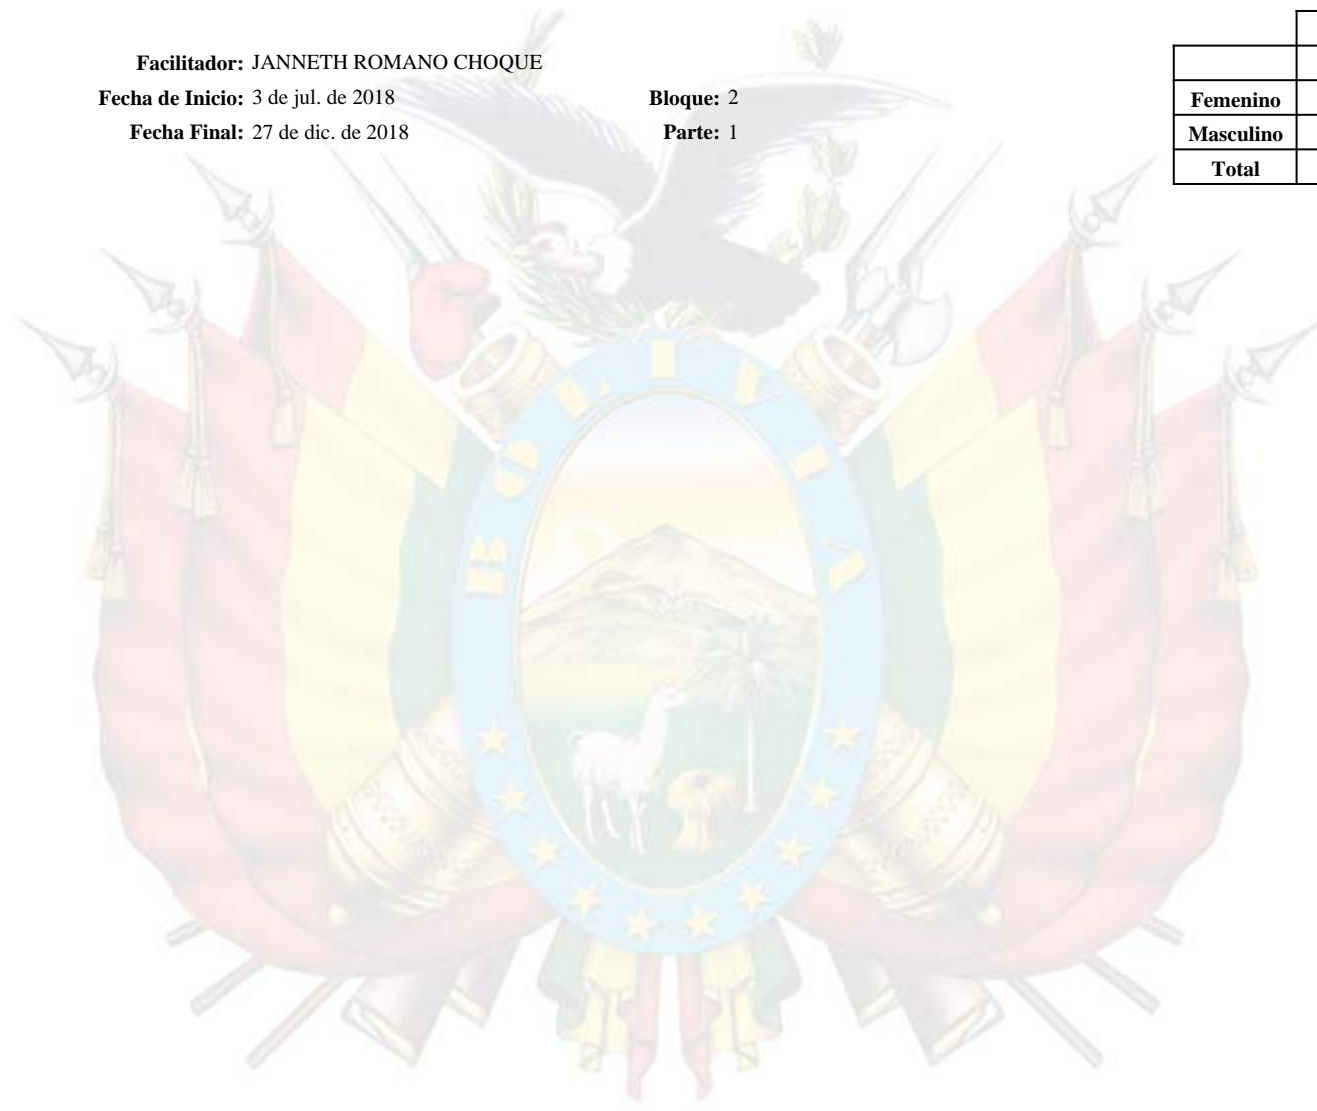 Facilitador: JANNETH ROMANO CHOQUE
Fecha de Inicio: 3 de jul. de 2018 Bloque: 2
Fecha Final: 27 de dic. de 2018 Parte: 1
Femenino
Masculino
Total
BOLIVIA